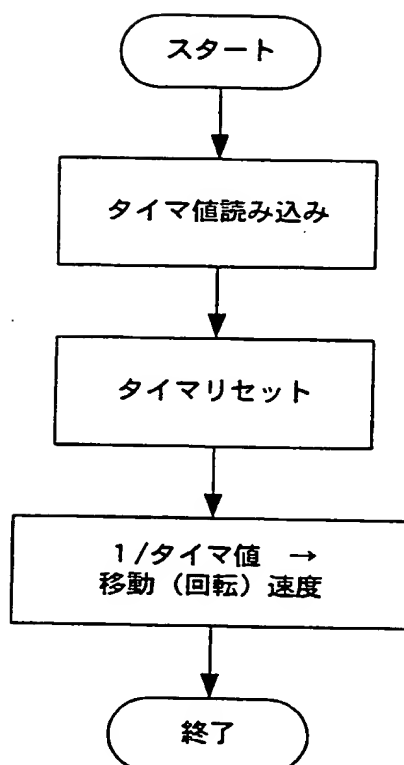 スタート
タイマ値読み込み
タイマリセット
1/タイマ値 →
移動（回転）速度
終了